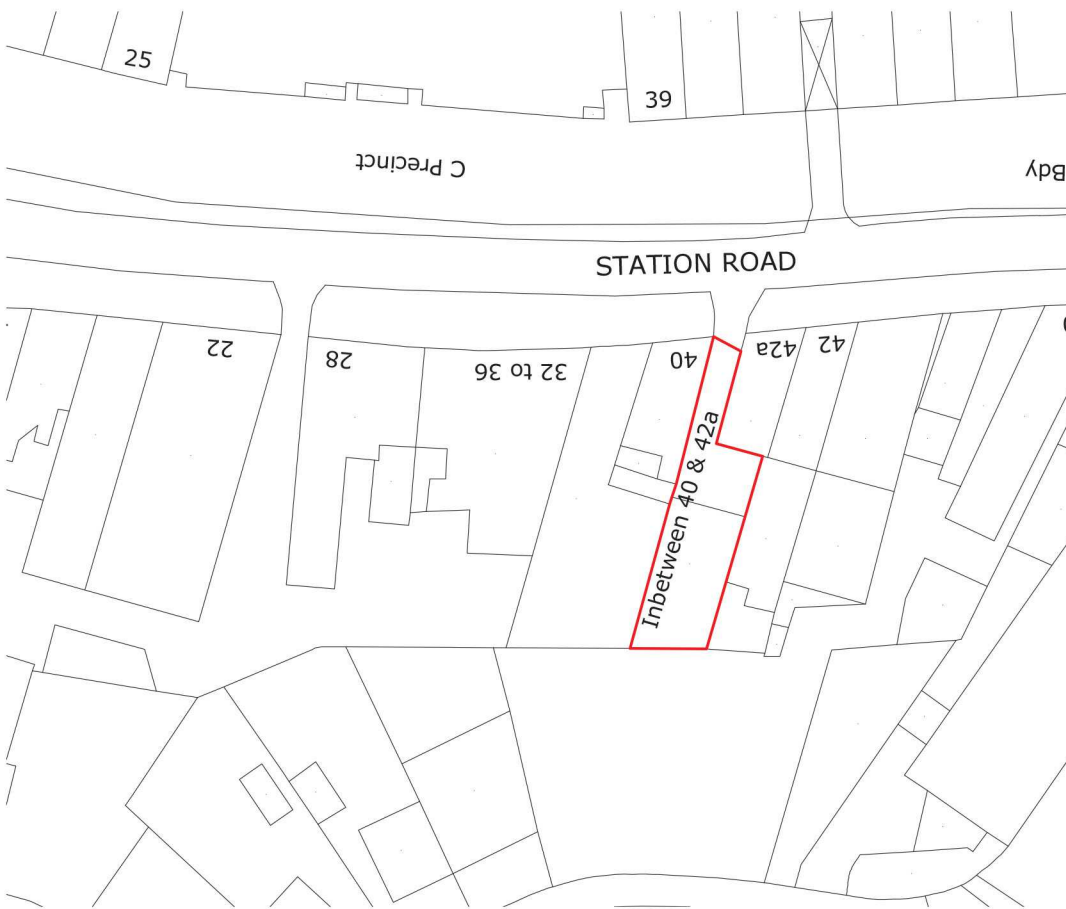 25
39
C Precinct
Bdy
STATION ROAD
22
28
32 to 36
40
42a
42
Inbetween 40 & 42a